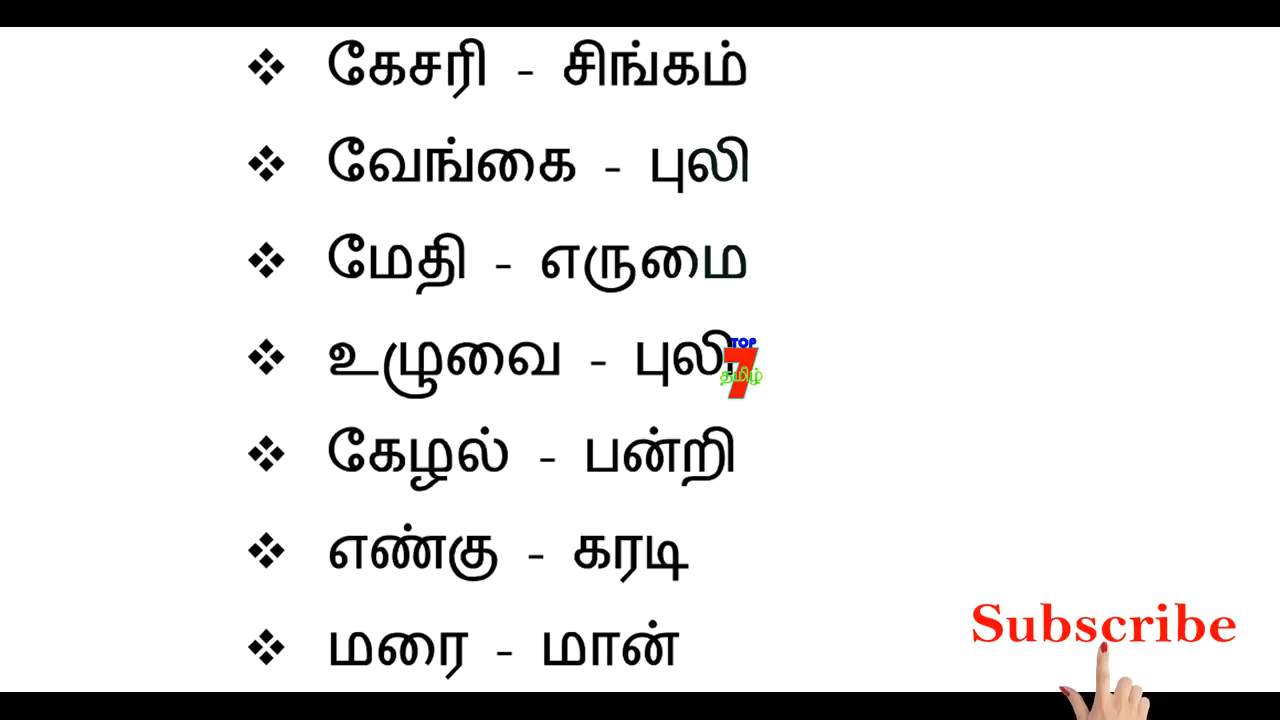 ❖ கேசரி - சிங்கம்
❖ வேங்கை - புலி
❖ மேதி - எருமை
❖ உழுவை - புலி
TOP
7
தமிழ்
❖ கேழல் - பன்றி
❖ எண்கு - கரடி
Subscribe
❖ மரை - மான்